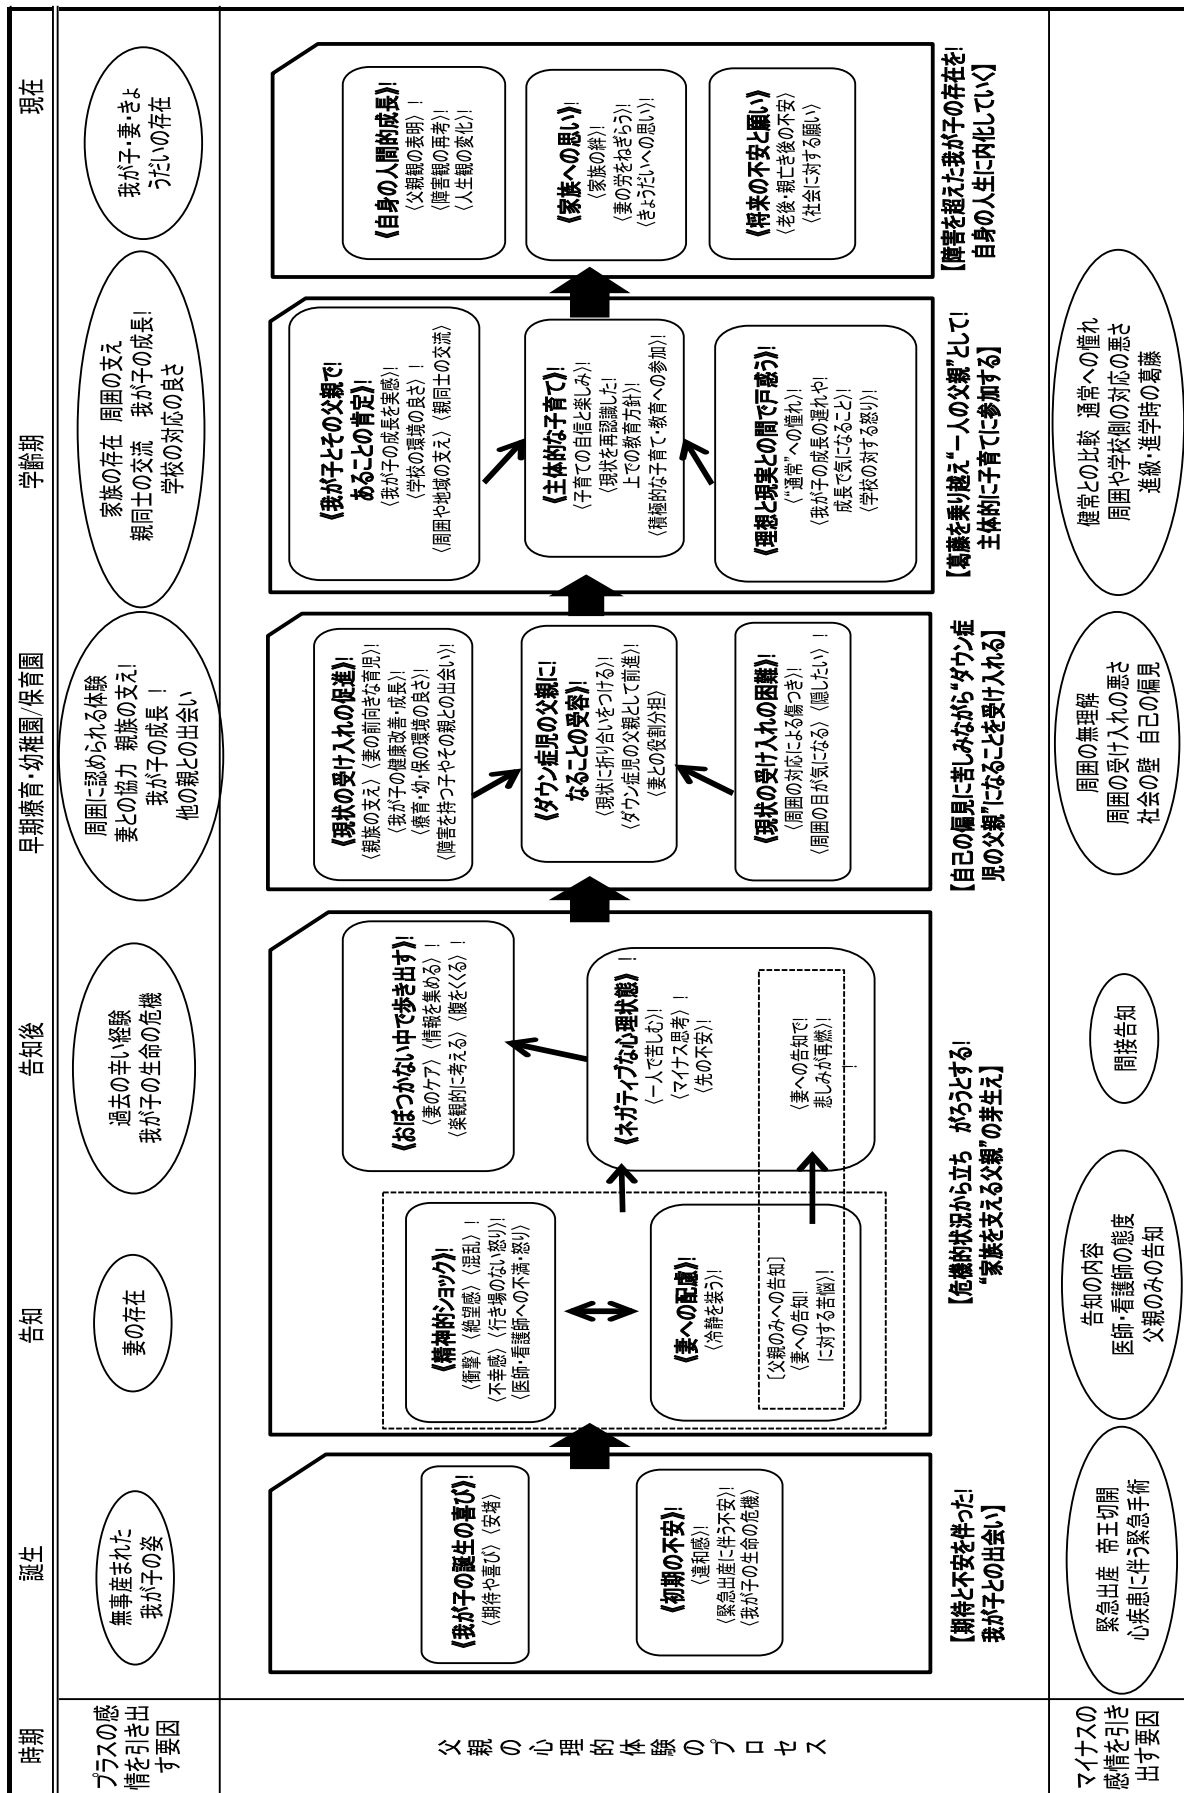 時期
誕生
告知
告知後
早期療育・幼稚園/保育園
学齢期
現在
プラスの感
情を引き出
す要因
無事産まれた
我が子の姿
妻の存在
過去の辛い経験
我が子の生命の危機
周囲に認められる体験
妻との協力 親族の支え!
我が子の成長 !
他の親との出会い
家族の存在 周囲の支え
親同士の交流 我が子の成長!
学校の対応の良さ
我が子・妻・きょ
うだいの存在
父親の心理的体験のプロセス
《我が子の誕生の喜び》!
〈期待や喜び〉〈安堵〉
《初期の不安》!
〈違和感〉!
〈緊急出産に伴う不安〉!
〈我が子の生命の危機〉
【期待と不安を伴った!
我が子との出会い】
《精神的ショック》!
〈衝撃〉〈絶望感〉〈混乱〉 !
〈不幸感〉〈行き場のない怒り〉!
〈医師・看護師への不満・怒り〉
《妻への配慮》!
〈冷静を装う〉!
［父親のみへの告知］
〈妻への告知!
に対する苦悩〉!
《おぼつかない中で歩き出す》!
〈妻のケア〉〈情報を集める〉 !
〈楽観的に考える〉〈腹をくくる〉 !
《ネガティブな心理状態》 !
〈一人で苦しむ〉!
〈マイナス思考〉 !
〈先の不安〉!
〈妻への告知で!
悲しみが再燃〉!
!
【危機的状況から立ち がろうとする!
“家族を支える父親”の芽生え】
《現状の受け入れの促進》!
〈親族の支え〉〈妻の前向きな育児〉!
〈我が子の健康改善・成長〉!
〈療育・幼・保の環境の良さ〉!
〈障害を持つ子やその親との出会い〉!
《ダウン症児の父親に!
なることの受容》!
〈現状に折り合いをつける〉!
〈ダウン症児の父親として前進〉!
〈妻との役割分担〉
《現状の受け入れの困難》!
〈周囲の対応による傷つき〉!
〈周囲の目が気になる〉〈隠したい〉 !
【自己の偏見に苦しみながら“ダウン症
児の父親”になることを受け入れる】
《我が子とその父親で!
あることの肯定》!
〈我が子の成長を実感〉!
〈学校の環境の良さ〉 !
〈周囲や地域の支え〉〈親同士の交流〉
《主体的な子育て》!
〈子育ての自信と楽しみ〉!
〈現状を再認識した!
上での教育方針〉!
〈積極的な子育て・教育への参加〉!
《理想と現実との間で戸惑う》!
〈“通常”への憧れ〉!
〈我が子の成長の遅れや!
成長で気になること〉!
〈学校の対する怒り〉!
【葛藤を乗り越え“一人の父親”として!
主体的に子育てに参加する】
《自身の人間的成長》!
〈父親観の表明〉 !
〈障害観の再考〉!
〈人生観の変化〉!
《家族への思い》!
〈家族の絆〉!
〈妻の労をねぎらう〉!
〈きょうだいへの思い〉!
《将来の不安と願い》
〈老後・親亡き後の不安〉
〈社会に対する願い〉
【障害を超えた我が子の存在を!
自身の人生に内化していく】
マイナスの
感情を引き
出す要因
緊急出産 帝王切開
心疾患に伴う緊急手術
告知の内容
医師・看護師の態度
父親のみの告知
間接告知
周囲の無理解
周囲の受け入れの悪さ
社会の壁 自己の偏見
健常との比較 通常への憧れ
周囲や学校側の対応の悪さ
進級・進学時の葛藤